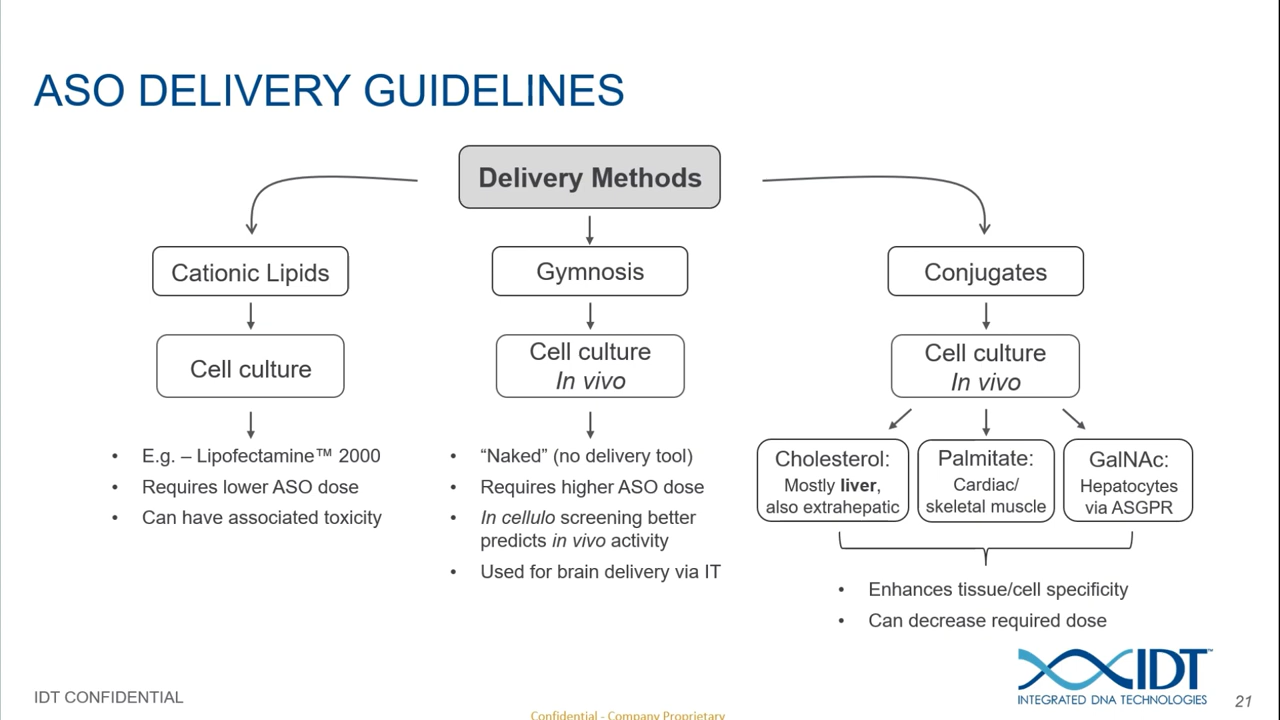 ASO DELIVERY GUIDELINES
Delivery Methods
Cationic Lipids
Cell culture
• E.g. – Lipofectamine™ 2000
• Requires lower ASO dose
• Can have associated toxicity
Gymnosis
Cell culture
In vivo
• “Naked” (no delivery tool)
• Requires higher ASO dose
• In cellulo screening better
predicts in vivo activity
• Used for brain delivery via IT
Conjugates
Cell culture
In vivo
Cholesterol:
Mostly liver,
also extrahepatic
Palmitate:
Cardiac/
skeletal muscle
GalNAc:
Hepatocytes
via ASGPR
• Enhances tissue/cell specificity
• Can decrease required dose
IDT™
INTEGRATED DNA TECHNOLOGIES
IDT CONFIDENTIAL
Confidential - Company Proprietary
21